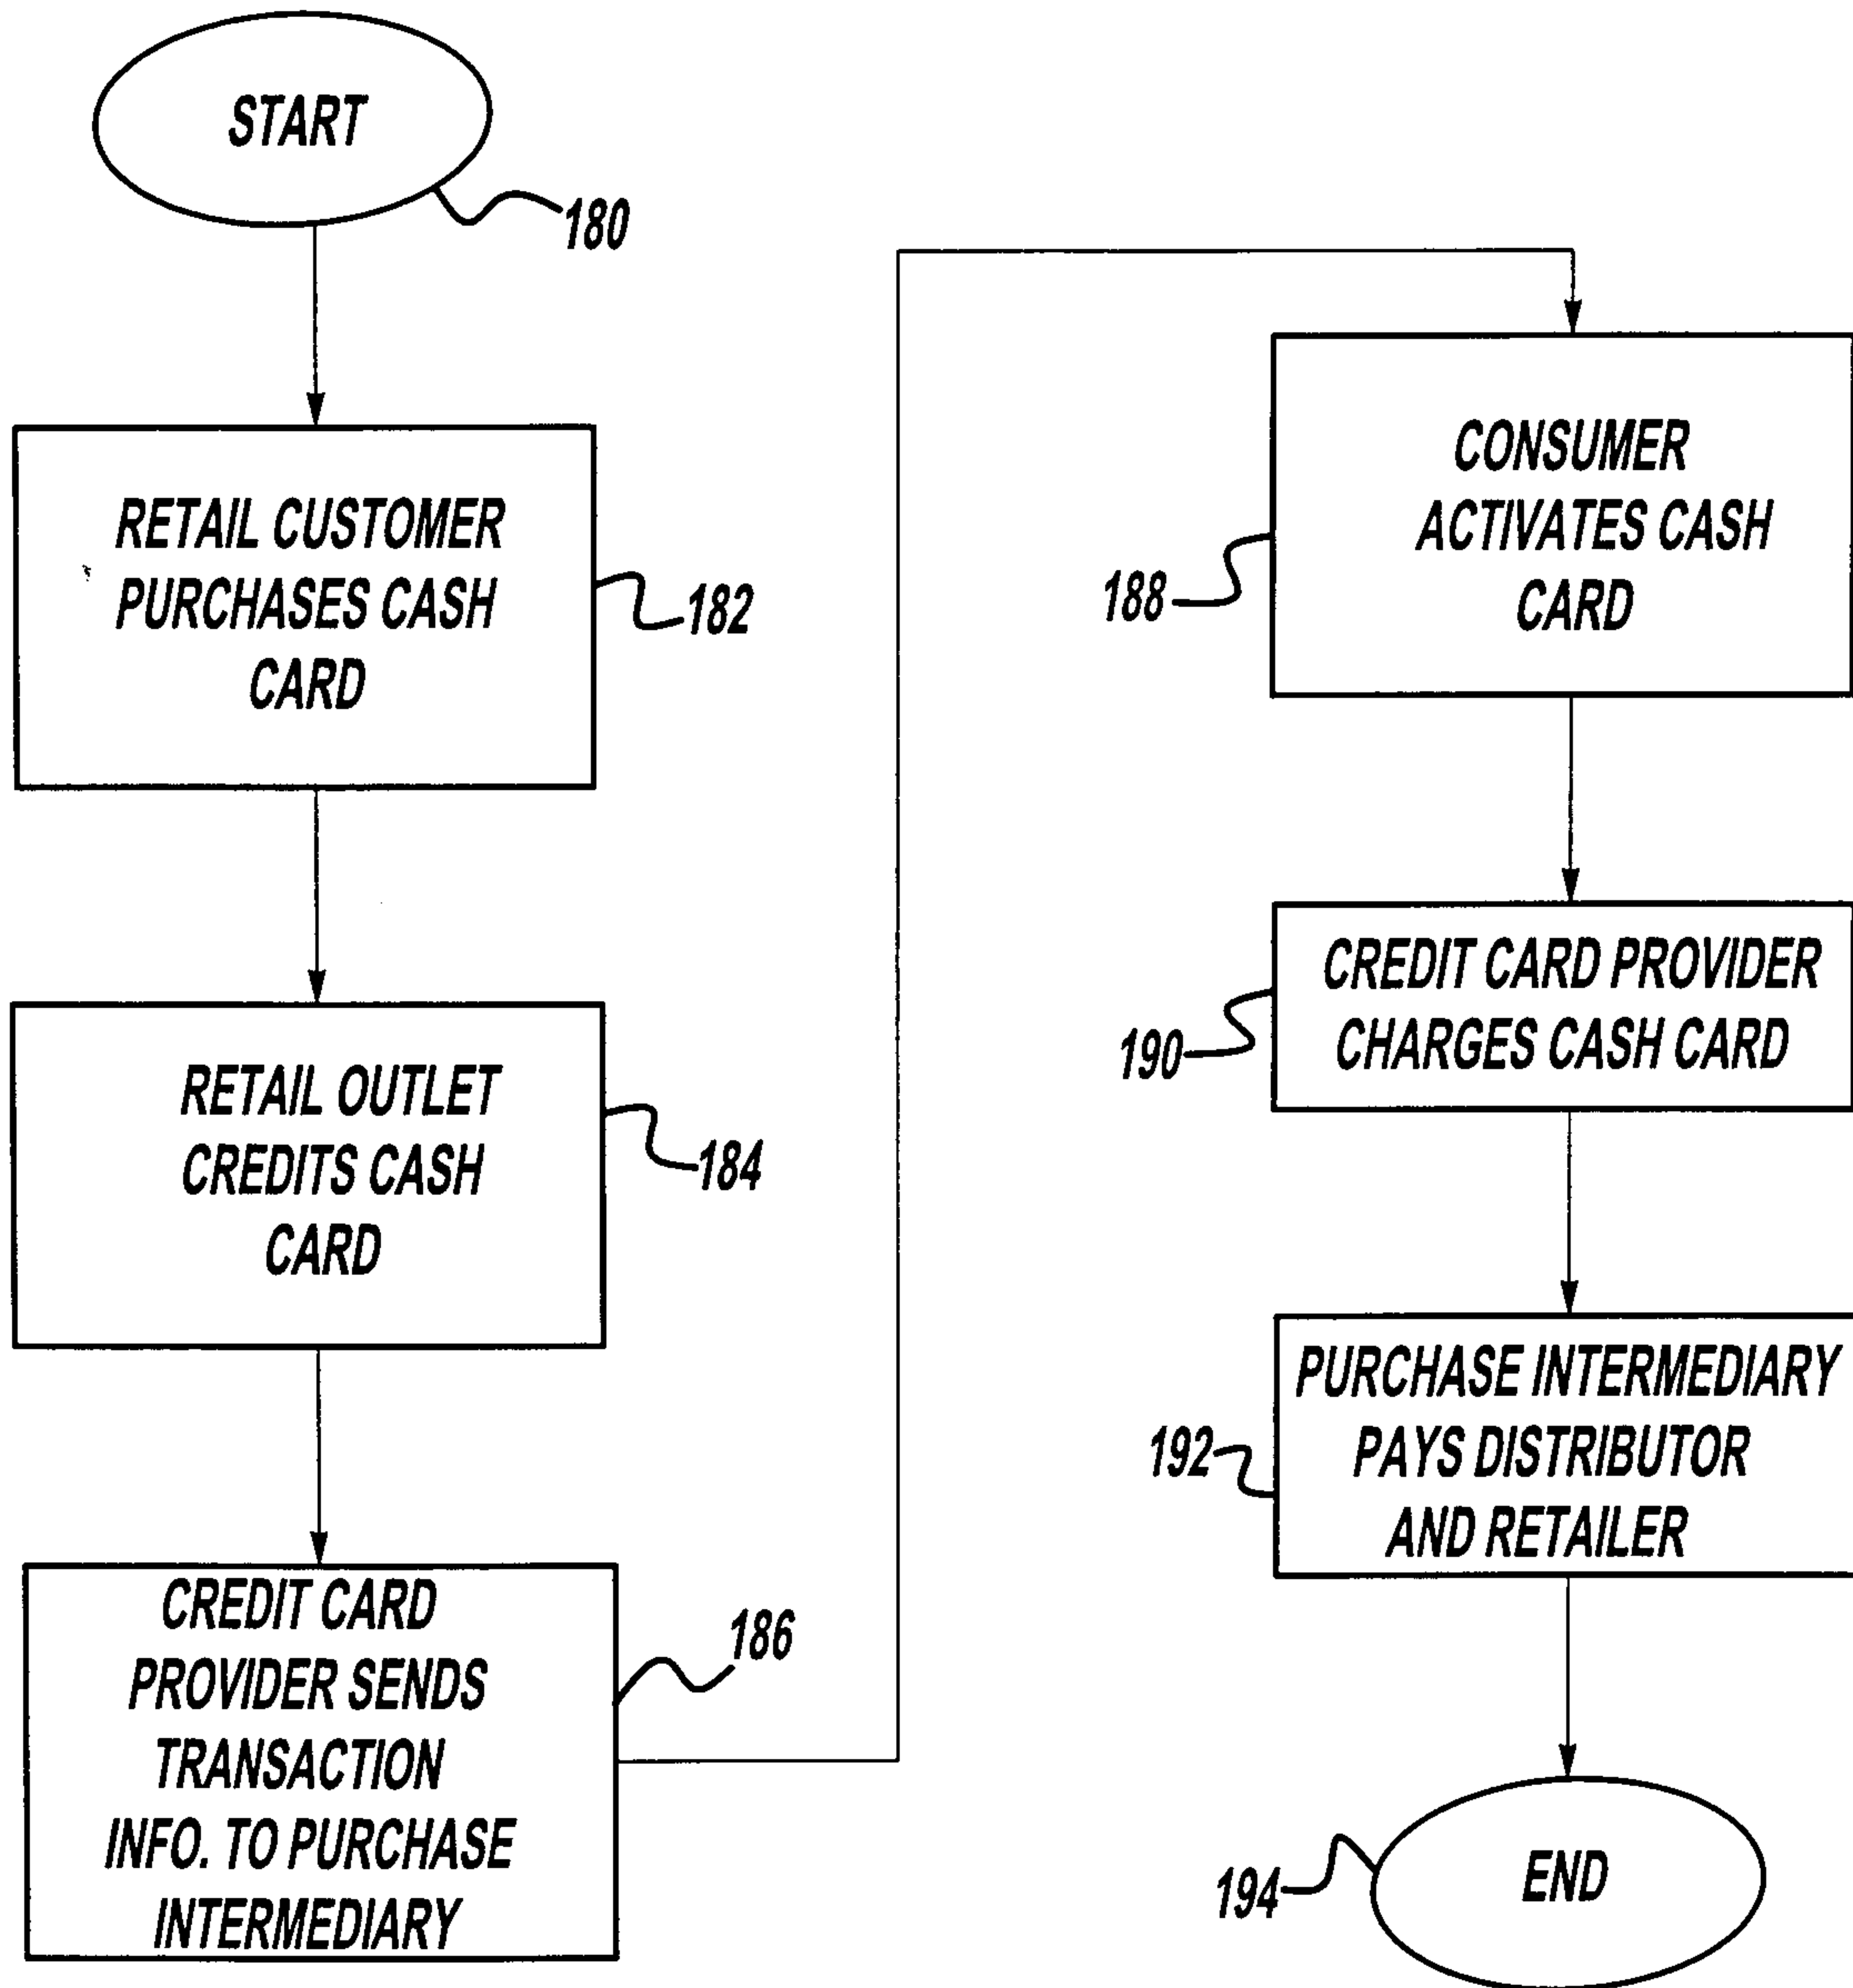 START
180
RETAIL CUSTOMER
PURCHASES CASH
CARD
182
RETAIL OUTLET
CREDITS CASH
CARD
184
CREDIT CARD
PROVIDER SENDS
TRANSACTION
INFO. TO PURCHASE
INTERMEDIARY
186
CONSUMER
ACTIVATES CASH
CARD
188
CREDIT CARD PROVIDER
CHARGES CASH CARD
190
PURCHASE INTERMEDIARY
PAYS DISTRIBUTOR
AND RETAILER
192
END
194